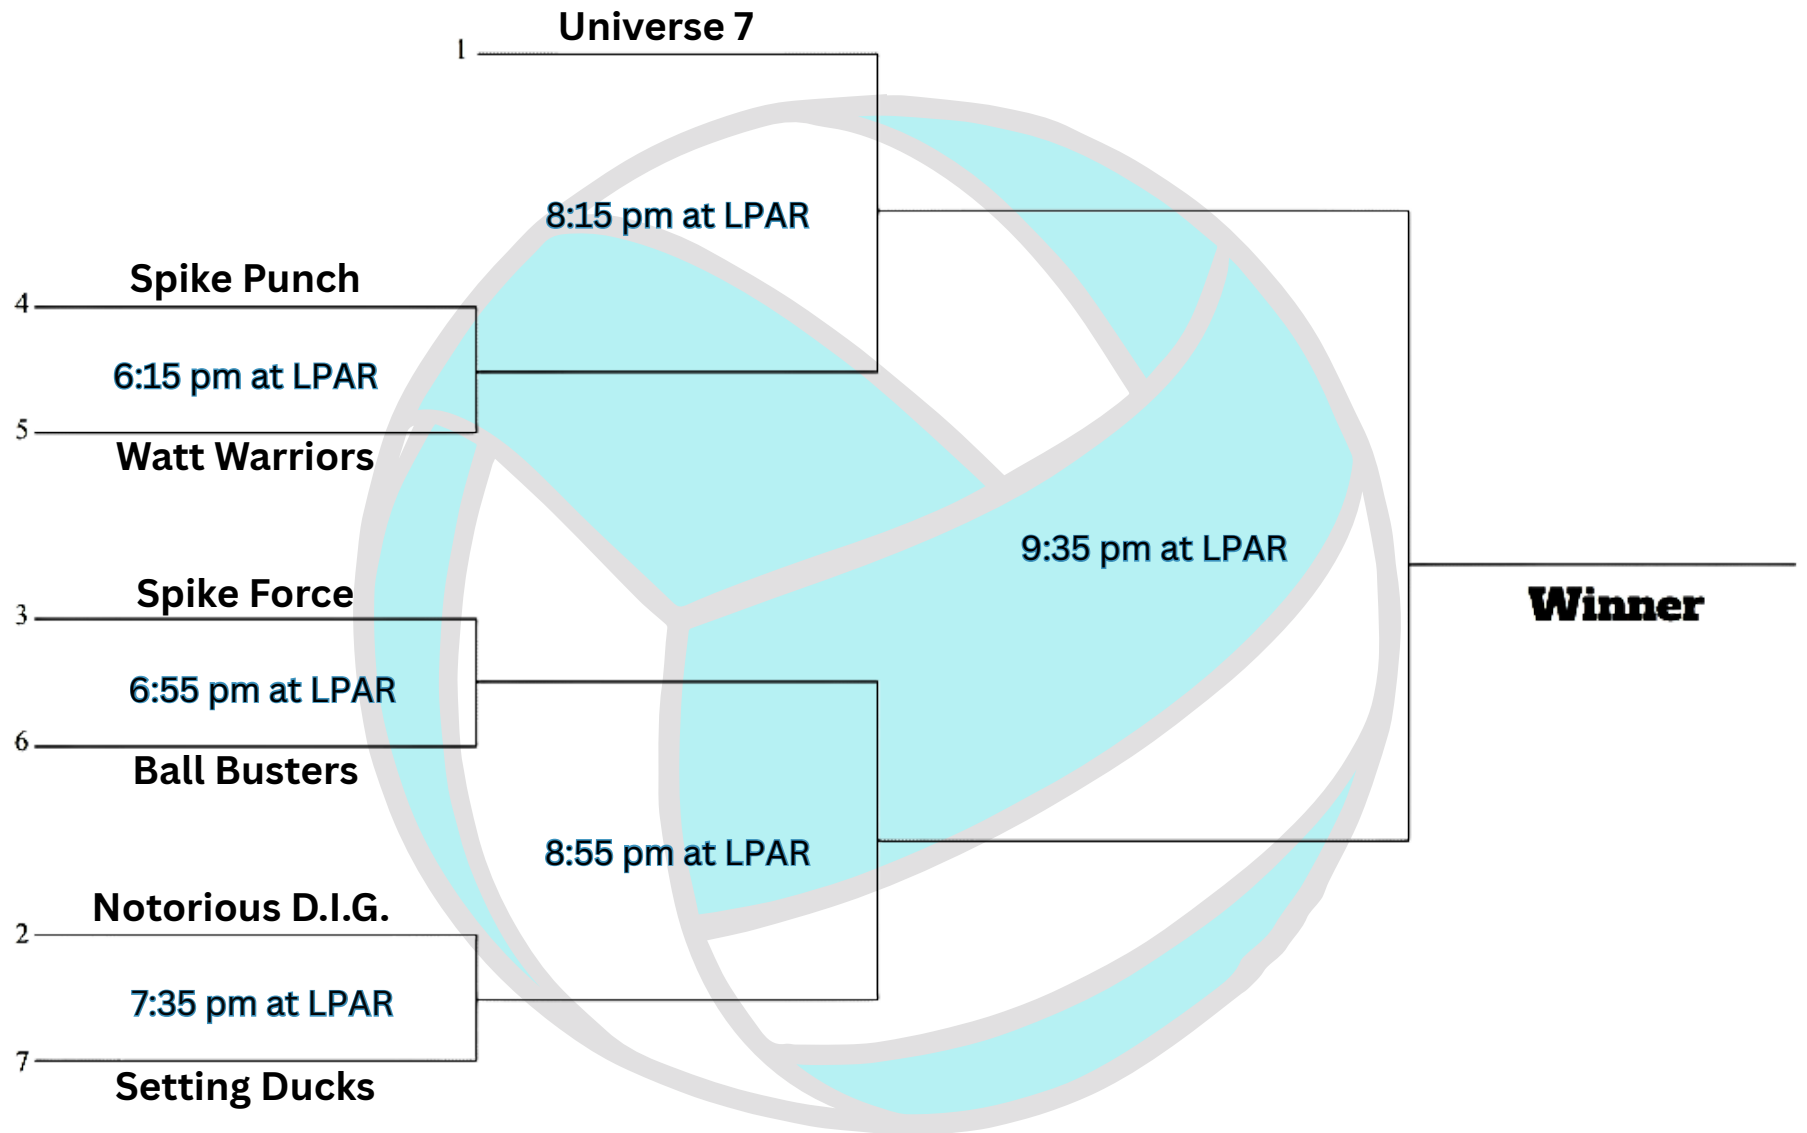 Universe 7
1
8:15 pm at LPAR
Spike Punch
4
6:15 pm at LPAR
5
Watt Warriors
9:35 pm at LPAR
Winner
Spike Force
3
6:55 pm at LPAR
6
Ball Busters
8:55 pm at LPAR
Notorious D.I.G.
2
7:35 pm at LPAR
7
Setting Ducks